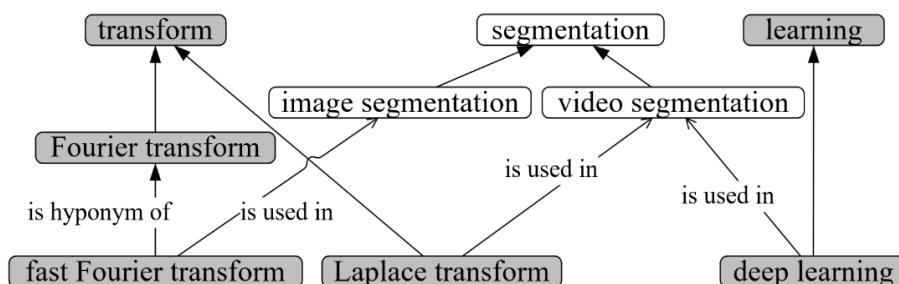 transform
segmentation
learning
image segmentation
video segmentation
Fourier transform
is used in
is hyponym of
is used in
is used in
fast Fourier transform
Laplace transform
deep learning